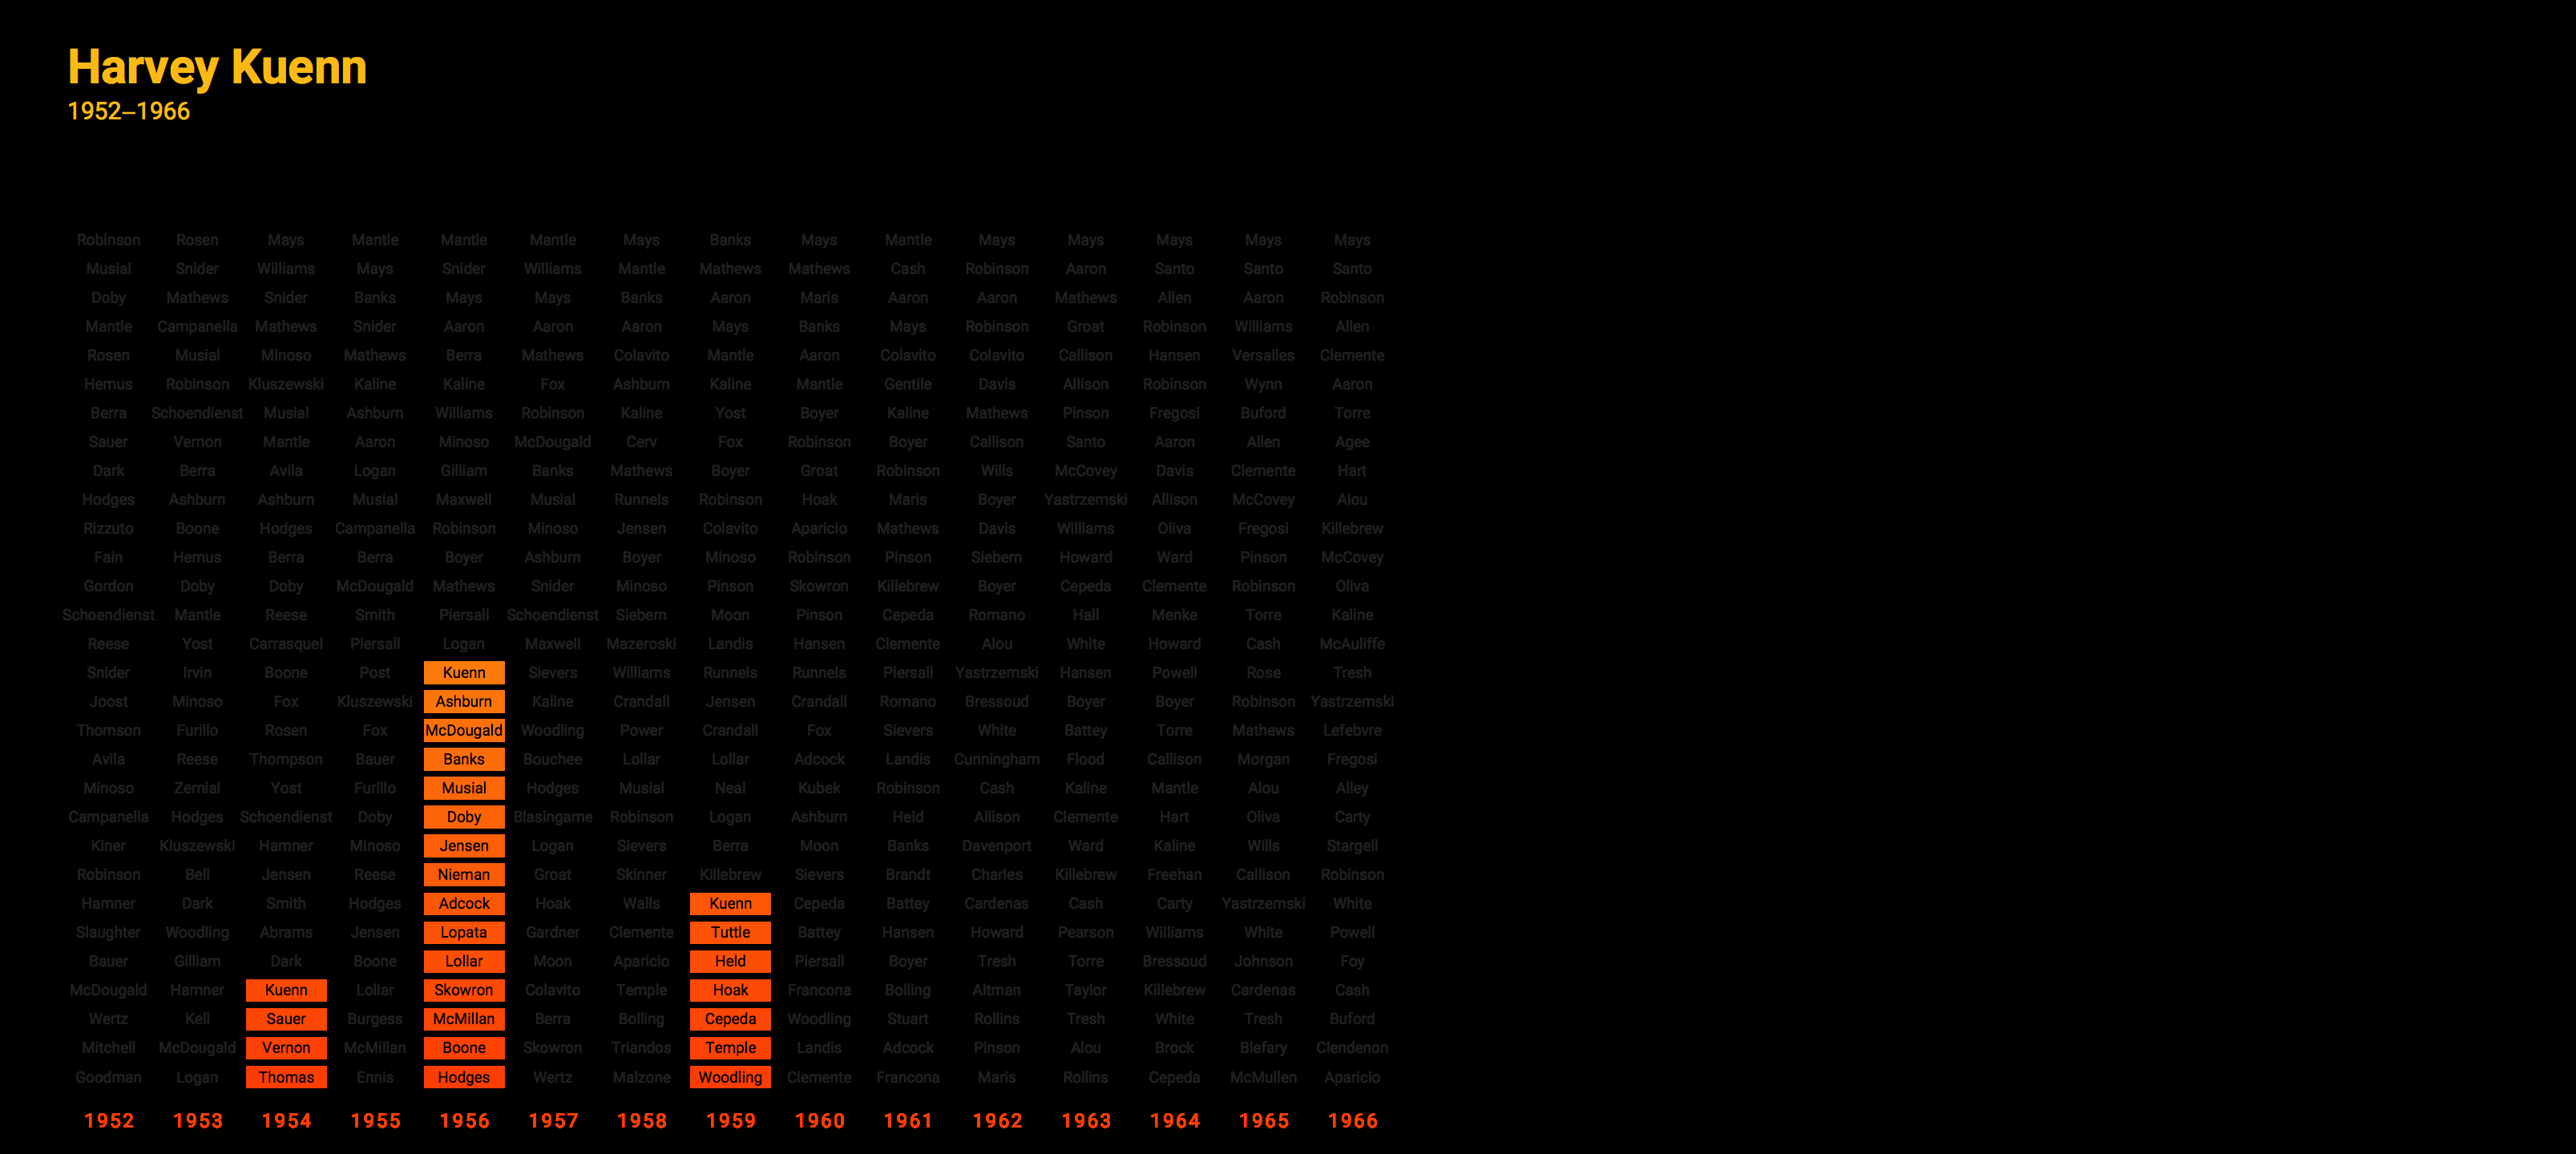 Harvey Kuenn
1952–1966
Robinson Rosen Mays Mantle Mantle Mantle Mays Banks Mays Mantle Mays Mays Mays Mays Mays
Musial Snider Williams Mays Snider Williams Mantle Mathews Mathews Cash Robinson Aaron Santo Santo Santo
Doby Mathews Snider Banks Mays Mays Banks Aaron Maris Aaron Aaron Mathews Allen Aaron Robinson
Mantle Campanella Mathews Snider Aaron Aaron Aaron Mays Banks Mays Robinson Groat Robinson Williams Allen
Rosen Musial Minoso Mathews Berra Mathews Colavito Mantle Aaron Colavito Colavito Callison Hansen Versalles Clemente
Hemus Robinson Kluszewski Kaline Kaline Fox Ashburn Kaline Mantle Gentile Davis Allison Robinson Wynn Aaron
Berra Schoendienst Musial Ashburn Williams Robinson Kaline Yost Boyer Kaline Mathews Pinson Fregosi Buford Torre
Sauer Vernon Mantle Aaron Minoso McDougald Cerv Fox Robinson Boyer Callison Santo Aaron Allen Agee
Dark Berra Avila Logan Gilliam Banks Mathews Boyer Groat Robinson Wills McCovey Davis Clemente Hart
Hodges Ashburn Ashburn Musial Maxwell Musial Runnels Robinson Hoak Maris Boyer Yastrzemski Allison McCovey Alou
Rizzuto Boone Hodges Campanella Robinson Minoso Jensen Colavito Aparicio Mathews Davis Williams Oliva Fregosi Killebrew
Fain Hemus Berra Berra Boyer Ashburn Boyer Minoso Robinson Pinson Siebern Howard Ward Pinson McCovey
Gordon Doby Doby McDougald Mathews Snider Minoso Pinson Skowron Killebrew Boyer Cepeda Clemente Robinson Oliva
Schoendienst Mantle Reese Smith Piersall Schoendienst Siebern Moon Pinson Cepeda Romano Hall Menke Torre Kaline
Reese Yost Carrasquel Piersall Logan Maxwell Mazeroski Landis Hansen Clemente Alou White Howard Cash McAuliffe
Snider Irvin Boone Post Kuenn Sievers Williams Runnels Runnels Piersall Yastrzemski Hansen Powell Rose Tresh
Joost Minoso Fox Kluszewski Ashburn Kaline Crandall Jensen Crandall Romano Bressoud Boyer Boyer Robinson Yastrzemski
Thomson Furillo Rosen Fox McDougald Woodling Power Crandall Fox Sievers White Battey Torre Mathews Lefebvre
Avila Reese Thompson Bauer Banks Bouchee Lollar Lollar Adcock Landis Cunningham Flood Callison Morgan Fregosi
Minoso Zernial Yost Furillo Musial Hodges Musial Neal Kubek Robinson Cash Kaline Mantle Alou Alley
Campanella Hodges Schoendienst Doby Doby Blasingame Robinson Logan Ashburn Held Allison Clemente Hart Oliva Carty
Kiner Kluszewski Hamner Minoso Jensen Logan Sievers Berra Moon Banks Davenport Ward Kaline Wills Stargell
Robinson Bell Jensen Reese Nieman Groat Skinner Killebrew Sievers Brandt Charles Killebrew Freehan Callison Robinson
Hamner Dark Smith Hodges Adcock Hoak Walls Kuenn Cepeda Battey Cardenas Cash Carty Yastrzemski White
Slaughter Woodling Abrams Jensen Lopata Gardner Clemente Tuttle Battey Hansen Howard Pearson Williams White Powell
Bauer Gilliam Dark Boone Lollar Moon Aparicio Held Piersall Boyer Tresh Torre Bressoud Johnson Foy
McDougald Hamner Kuenn Lollar Skowron Colavito Temple Hoak Francona Bolling Altman Taylor Killebrew Cardenas Cash
Wertz Kell Sauer Burgess McMillan Berra Bolling Cepeda Woodling Stuart Rollins Tresh White Tresh Buford
Mitchell McDougald Vernon McMillan Boone Skowron Triandos Temple Landis Adcock Pinson Alou Brock Blefary Clendenon
Goodman Logan Thomas Ennis Hodges Wertz Malzone Woodling Clemente Francona Maris Rollins Cepeda McMullen Aparicio
1952 1953 1954 1955 1956 1957 1958 1959 1960 1961 1962 1963 1964 1965 1966